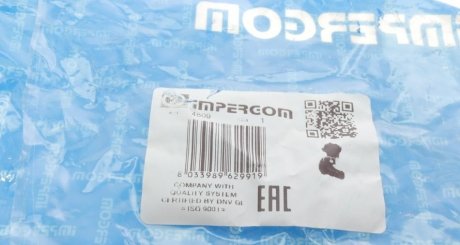 IMPERGOM
IMPERGOM
8 033989 629919
COMPANY WITH
QUALITY SYSTEM
CERTIFIED BY DNV GL
= ISO 9001 =
EAC